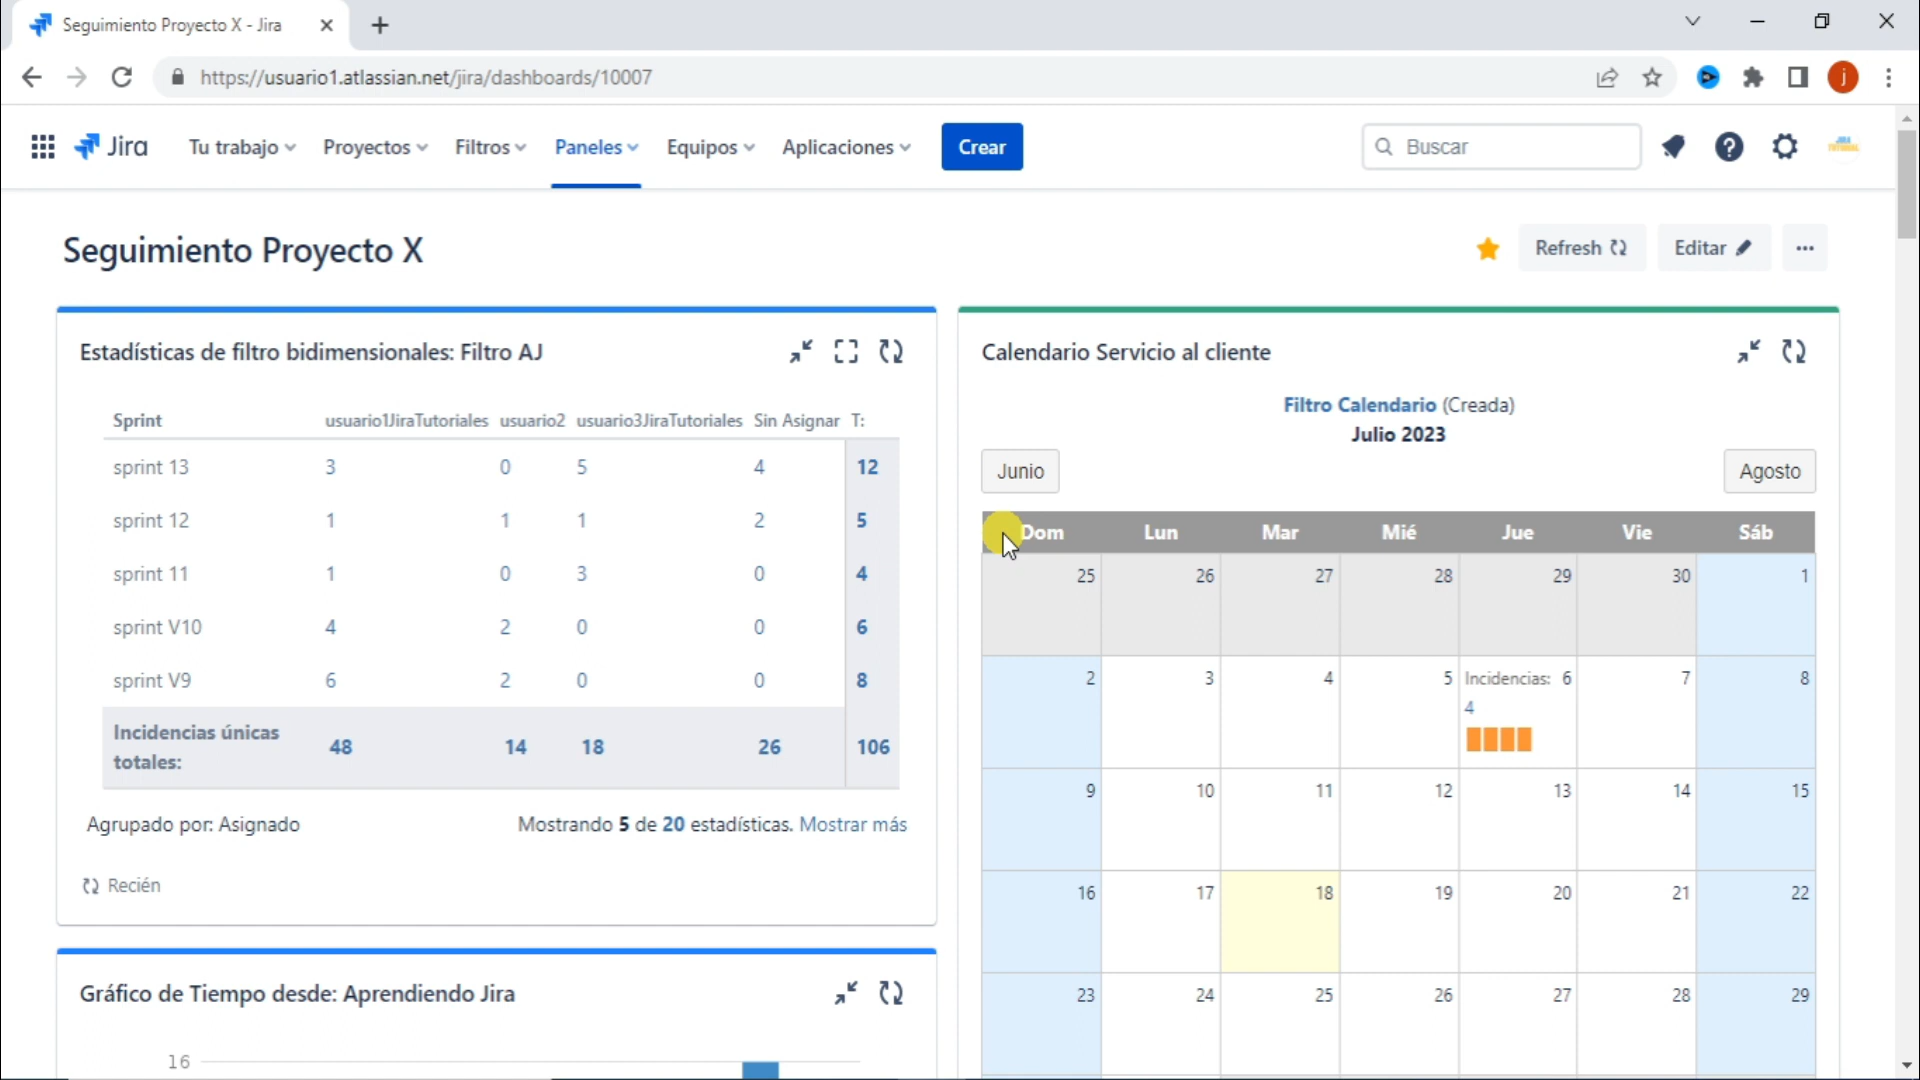 Seguimiento Proyecto X - Jira
https://usuario1.atlassian.net/jira/dashboards/10007
j
Jira Tu trabajo Proyectos Filtros Paneles Equipos Aplicaciones Crear Buscar
Seguimiento Proyecto X
Refresh Editar
Estadísticas de filtro bidimensionales: Filtro AJ
Sprint usuario1JiraTutoriales usuario2 usuario3JiraTutoriales Sin Asignar T:
sprint 13 3 0 5 4 12
sprint 12 1 1 1 2 5
sprint 11 1 0 3 0 4
sprint V10 4 2 0 0 6
sprint V9 6 2 0 0 8
Incidencias únicas
totales: 48 14 18 26 106
Agrupado por: Asignado Mostrando 5 de 20 estadísticas. Mostrar más
Recién
Gráfico de Tiempo desde: Aprendiendo Jira
16
Calendario Servicio al cliente
Filtro Calendario (Creada)
Julio 2023
Junio Agosto
Dom Lun Mar Mié Jue Vie Sáb
25 26 27 28 29 30 1
2 3 4 5 Incidencias: 6 7 8
4
9 10 11 12 13 14 15
16 17 18 19 20 21 22
23 24 25 26 27 28 29